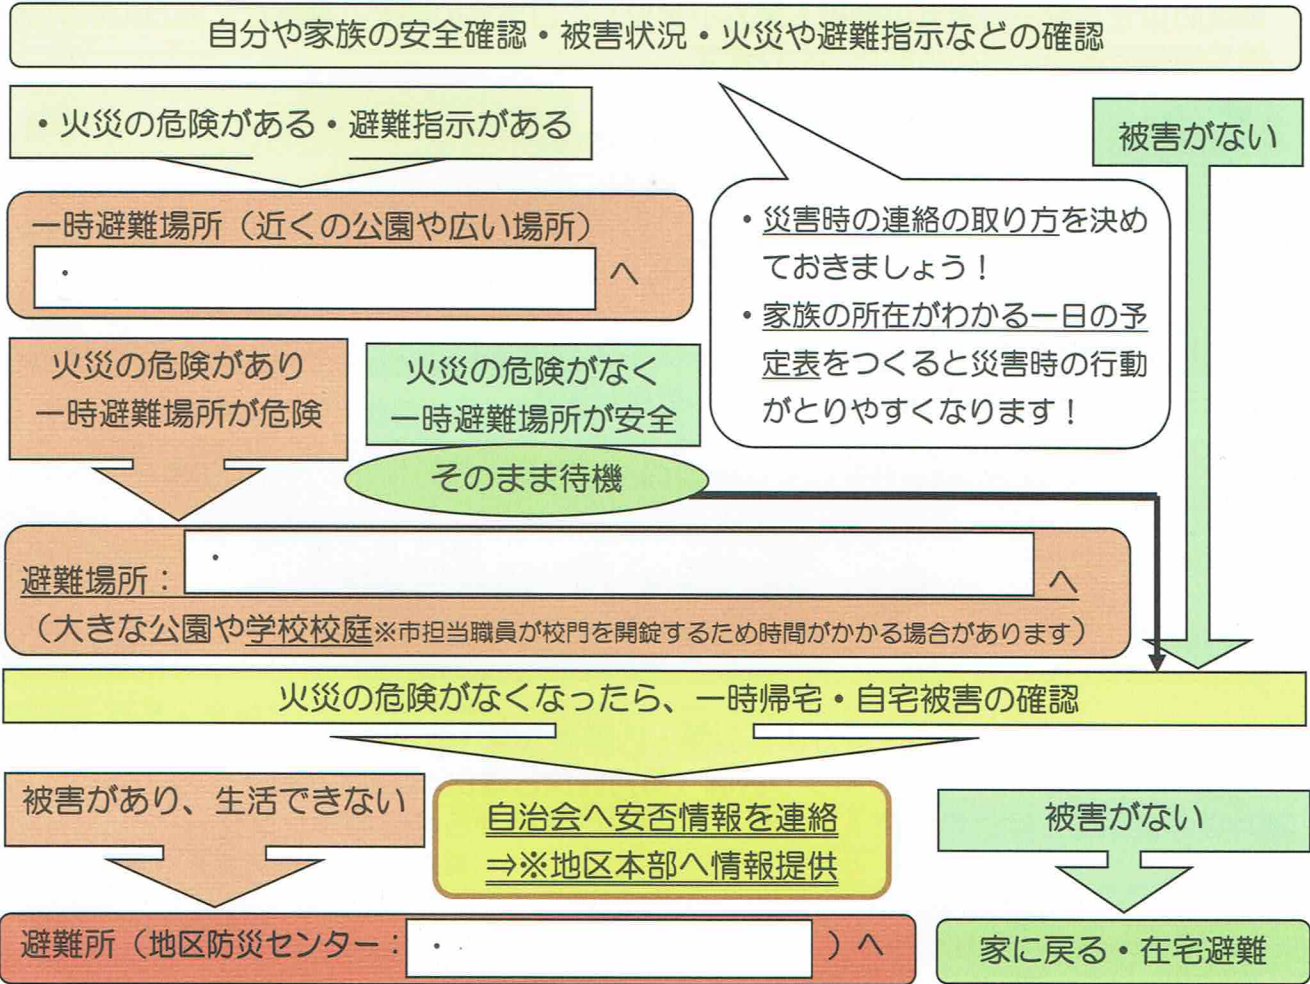 自分や家族の安全確認・被害状況・火災や避難指示などの確認
・火災の危険がある・避難指示がある
被害がない
一時避難場所（近くの公園や広い場所）
・
へ
・災害時の連絡の取り方を決め
ておきましょう！
・家族の所在がわかる一日の予
定表をつくると災害時の行動
がとりやすくなります！
火災の危険があり
一時避難場所が危険
火災の危険がなく
一時避難場所が安全
そのまま待機
避難場所：
・
へ
（大きな公園や学校校庭※市担当職員が校門を開錠するため時間がかかる場合があります）
火災の危険がなくなったら、一時帰宅・自宅被害の確認
被害があり、生活できない
自治会へ安否情報を連絡
⇒※地区本部へ情報提供
被害がない
避難所（地区防災センター：
・
）へ
家に戻る・在宅避難